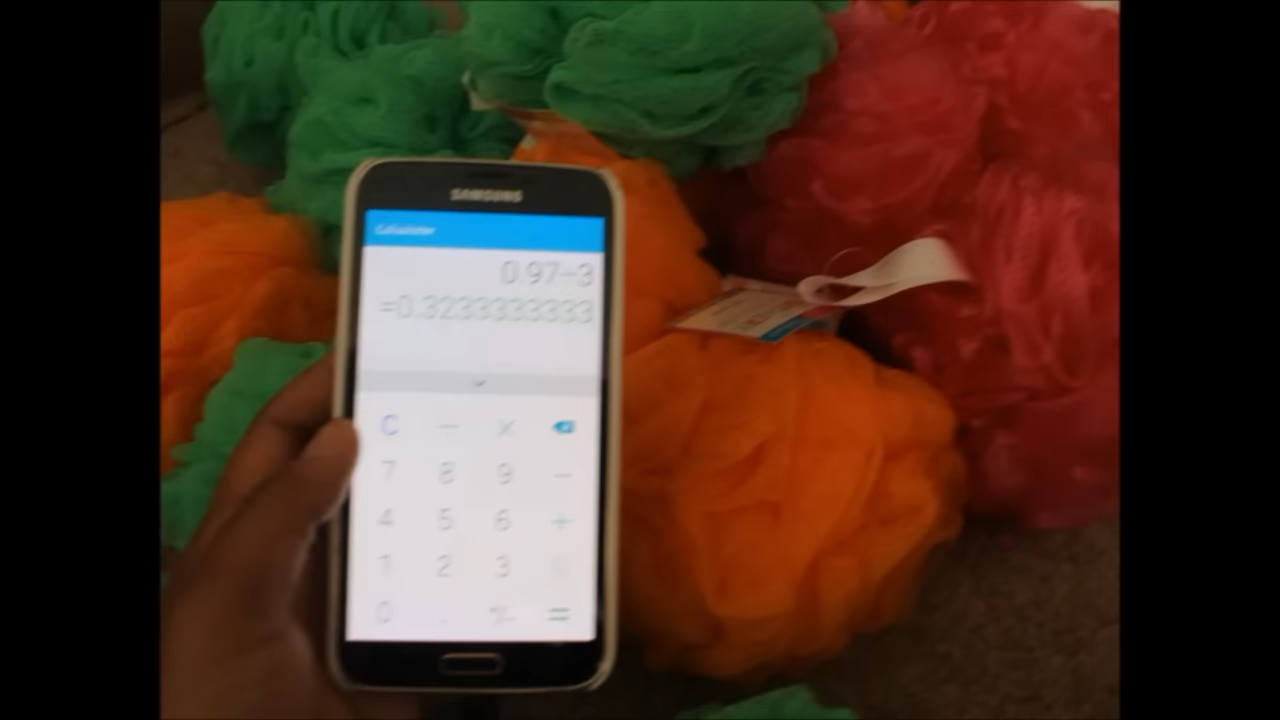 SAMSUNG
Calculator
0.97÷3
=0.3233333333
C ÷ ×
7 8 9 −
4 5 6 +
1 2 3
0 . =